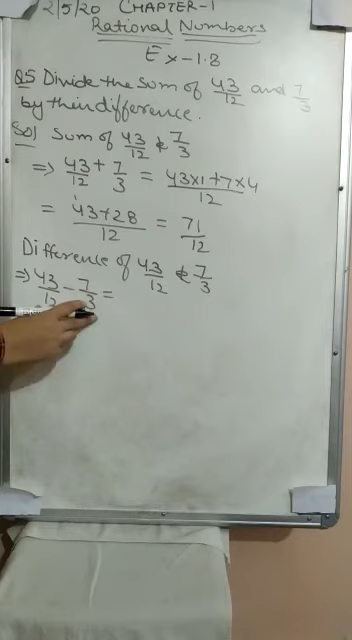 2/5/20 CHAPTER-1
Rational Numbers
Ex-1.8
Q5 Divide the sum of 43/12 and 7/3
by their difference.
Sol Sum of 43/12 & 7/3
⇒ 43/12 + 7/3 = 43×1+7×4/12
= 43+28/12 = 71/12
Difference of 43/12 & 7/3
⇒ 43/12 - 7/3 =